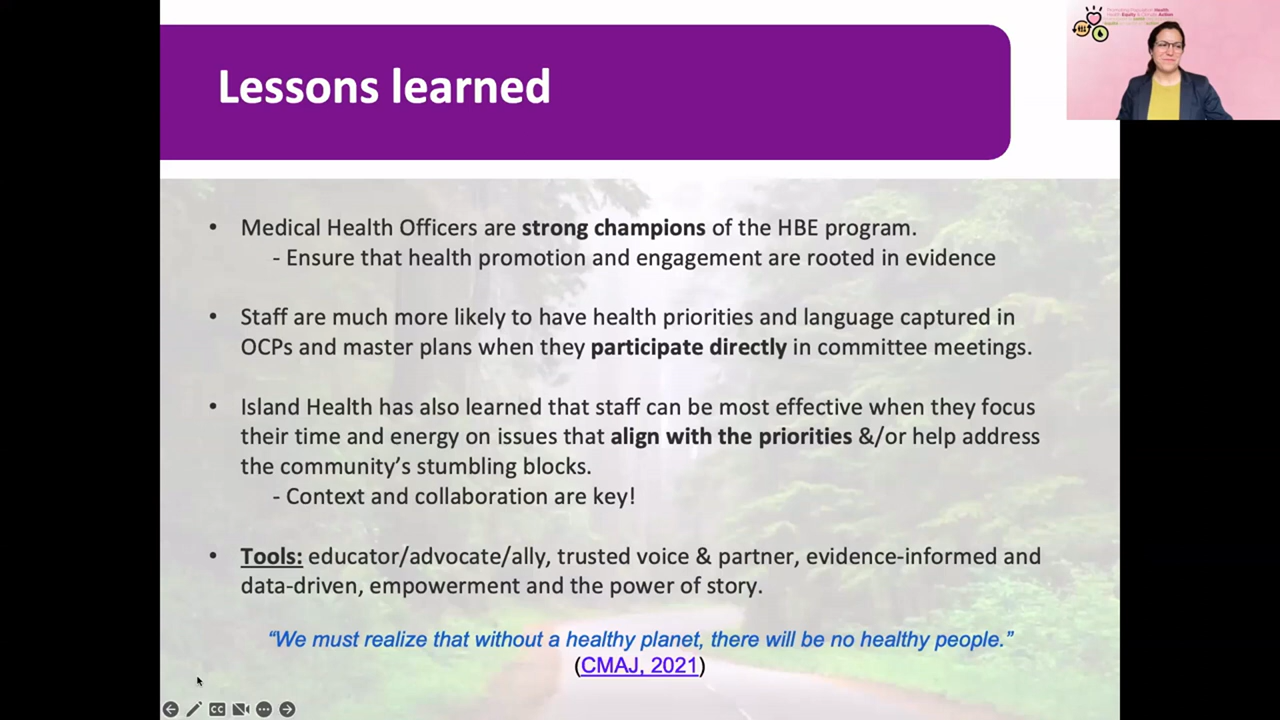 Lessons learned
• Medical Health Officers are strong champions of the HBE program.
- Ensure that health promotion and engagement are rooted in evidence
• Staff are much more likely to have health priorities and language captured in
OCPs and master plans when they participate directly in committee meetings.
• Island Health has also learned that staff can be most effective when they focus
their time and energy on issues that align with the priorities &/or help address
the community’s stumbling blocks.
- Context and collaboration are key!
• Tools: educator/advocate/ally, trusted voice & partner, evidence-informed and
data-driven, empowerment and the power of story.
“We must realize that without a healthy planet, there will be no healthy people.”
(CMAJ, 2021)
CC